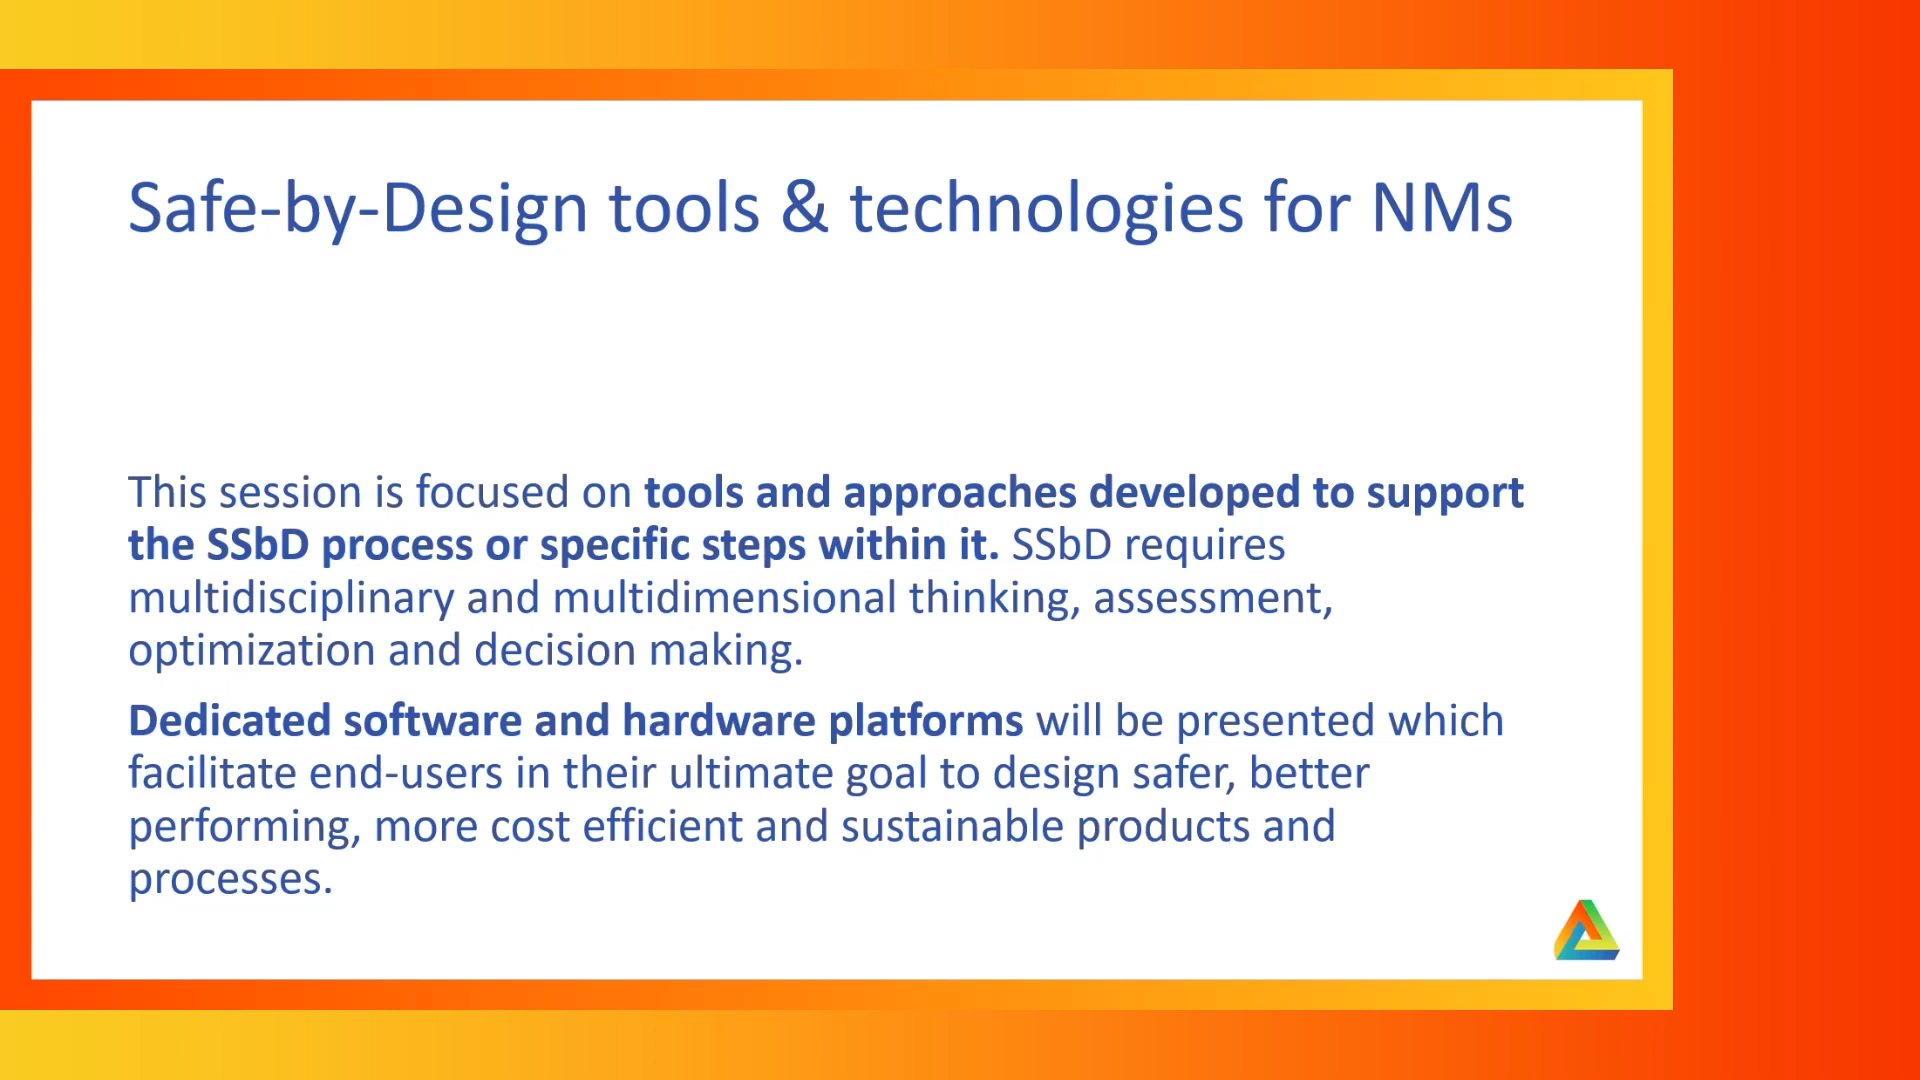 Safe-by-Design tools & technologies for NMs
This session is focused on tools and approaches developed to support
the SSbD process or specific steps within it. SSbD requires
multidisciplinary and multidimensional thinking, assessment,
optimization and decision making.
Dedicated software and hardware platforms will be presented which
facilitate end-users in their ultimate goal to design safer, better
performing, more cost efficient and sustainable products and
processes.